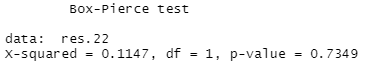 Box-Pierce test
data: res.22
X-squared = 0.1147, df = 1, p-value = 0.7349